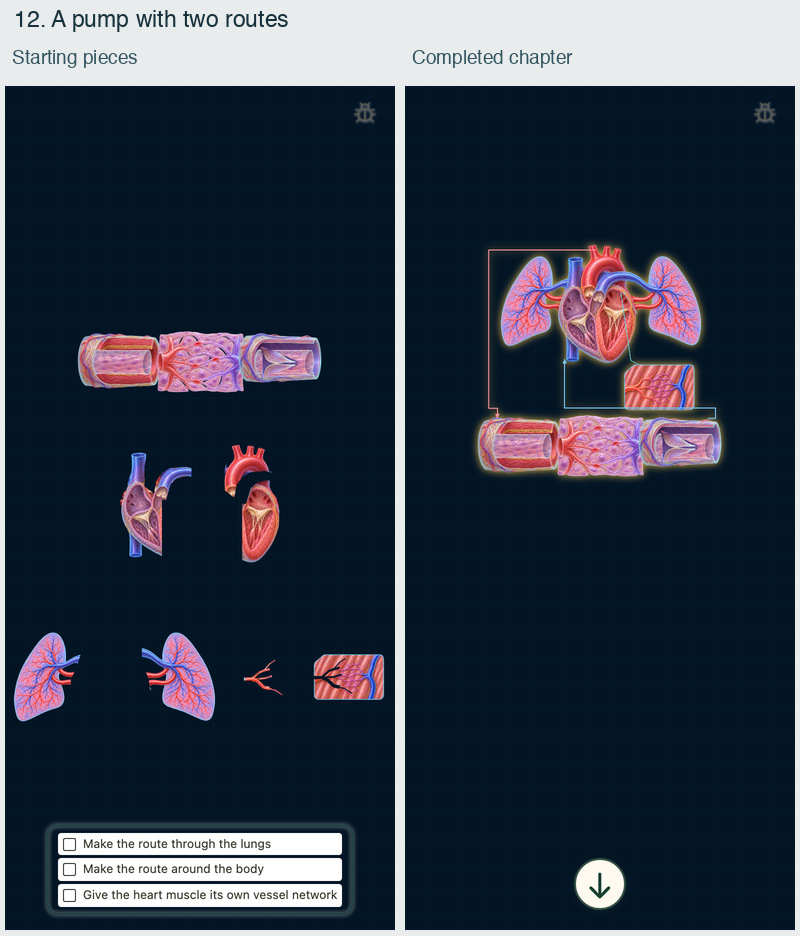 12. A pump with two routes
Starting pieces
Completed chapter
Make the route through the lungs
Make the route around the body
Give the heart muscle its own vessel network